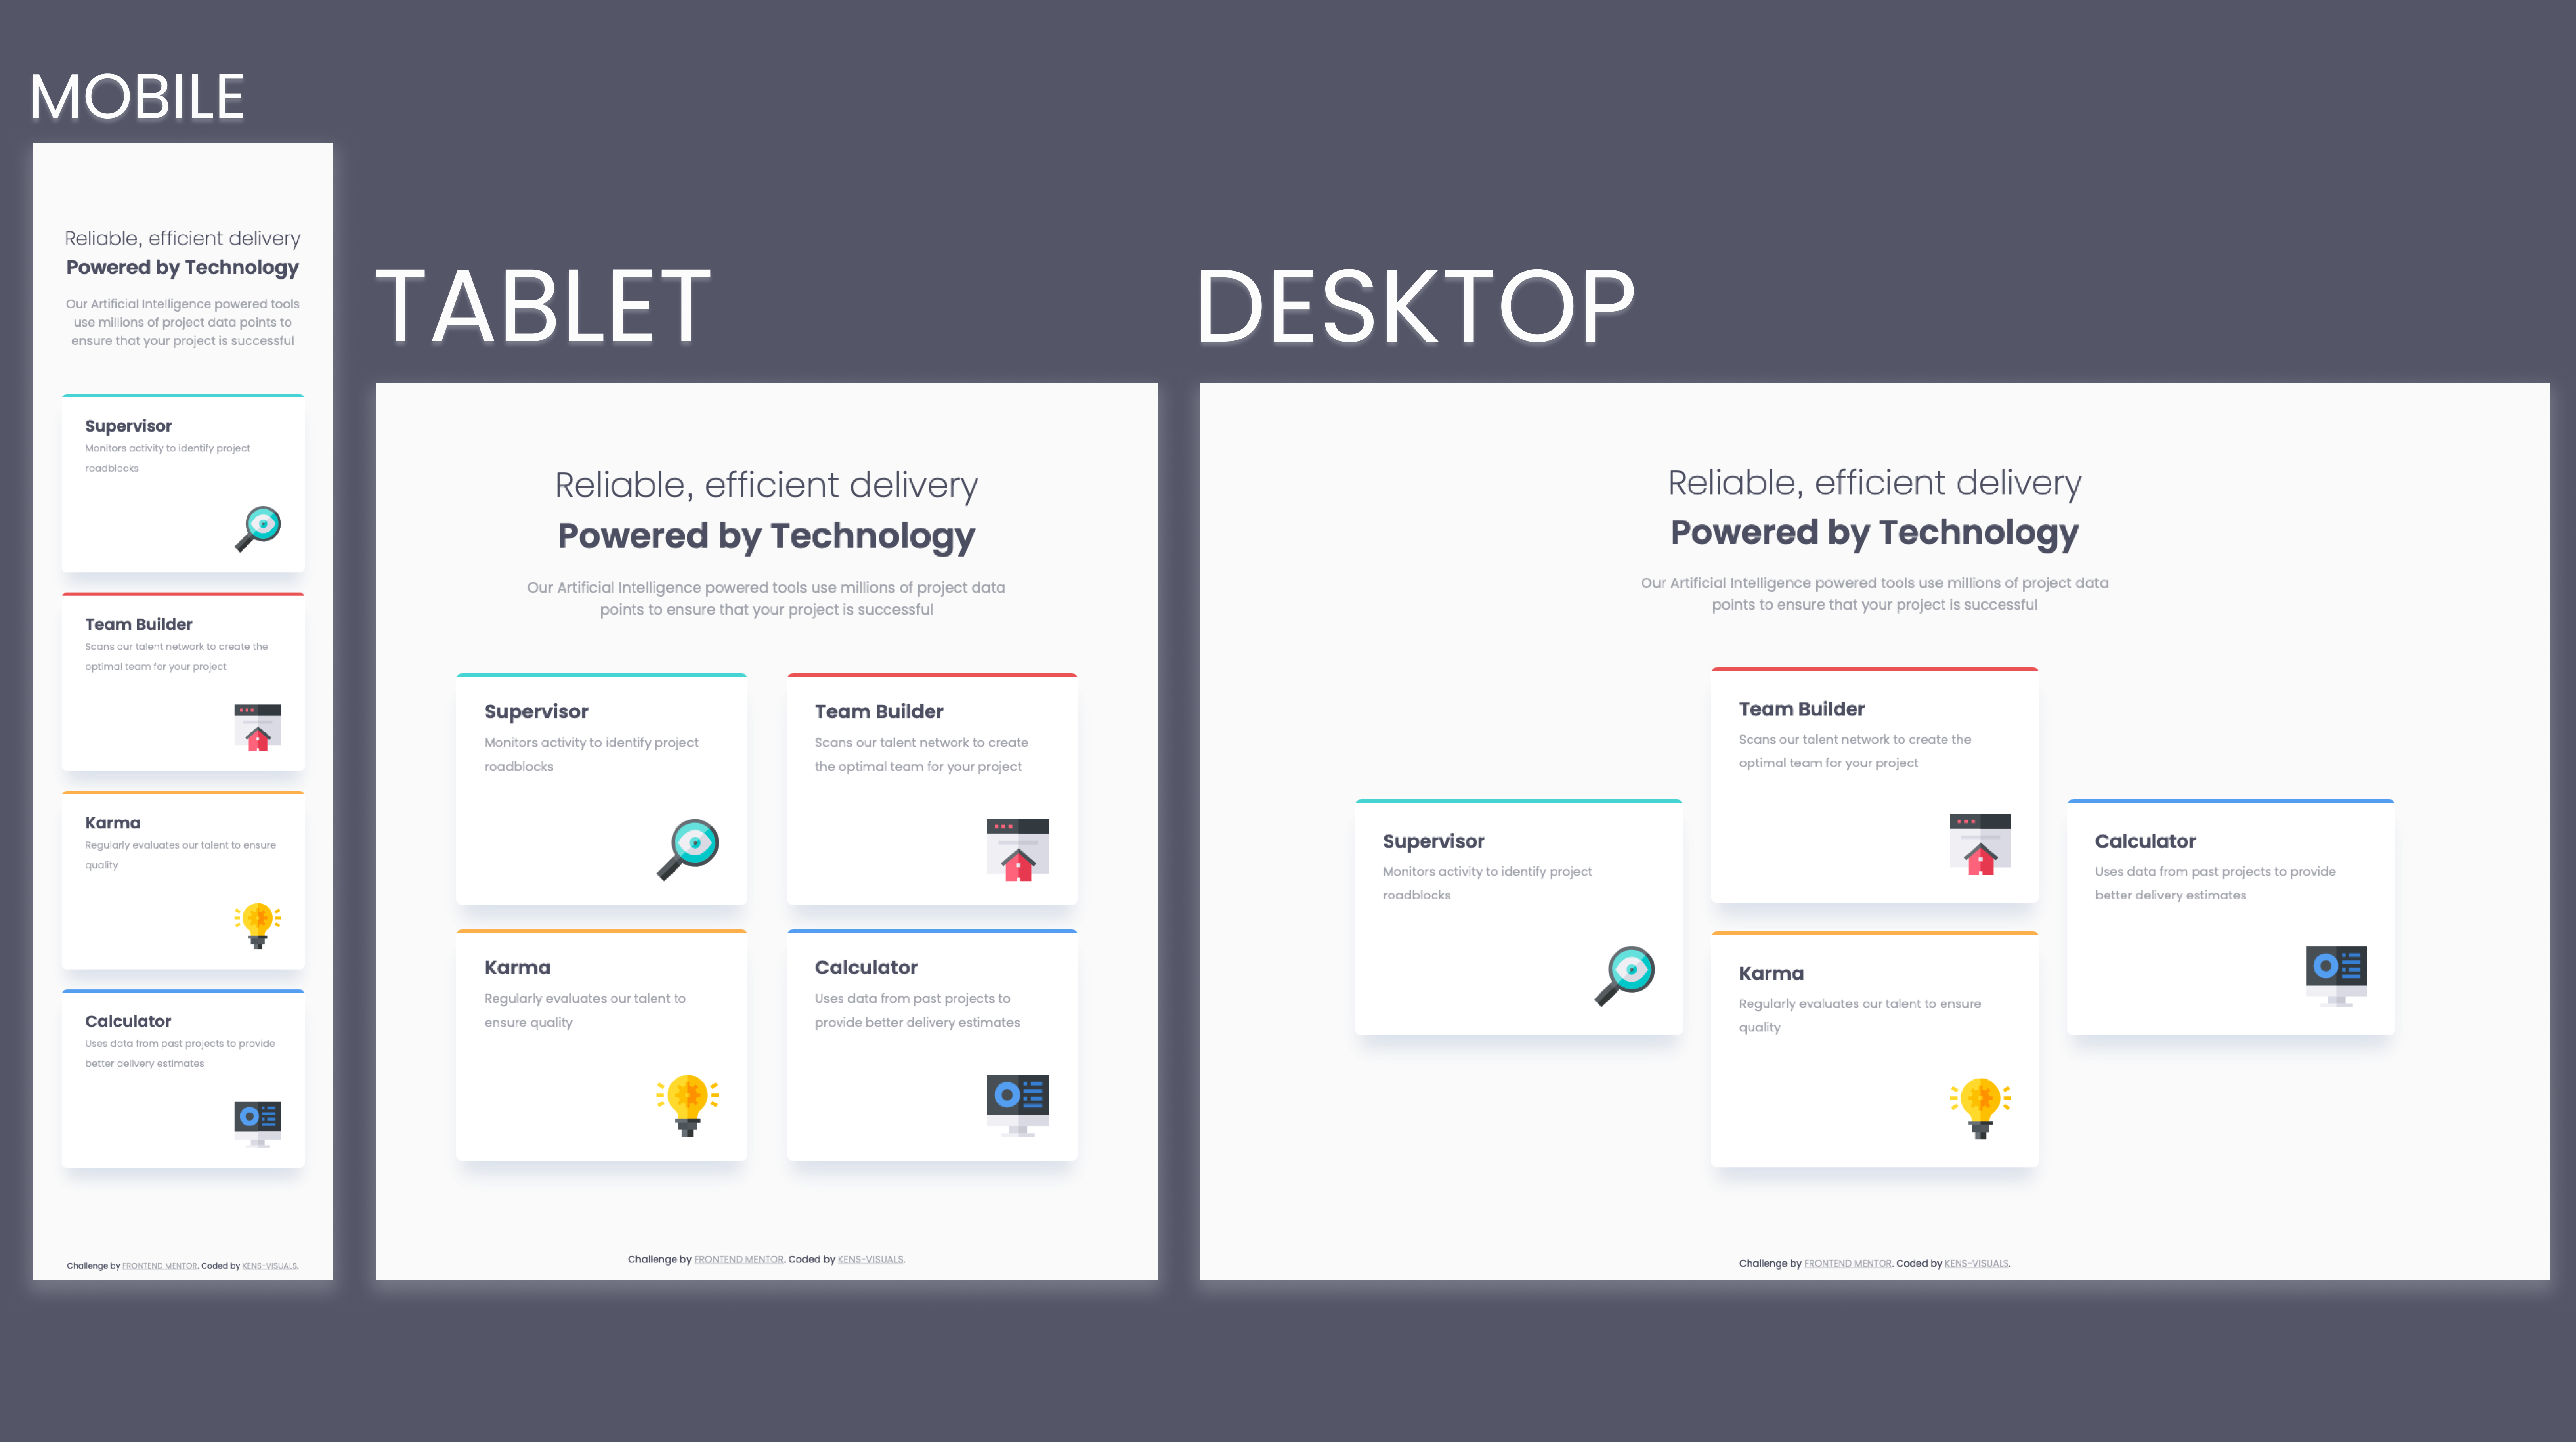 MOBILE
Reliable, efficient delivery
Powered by Technology
Our Artificial Intelligence powered tools
use millions of project data points to
ensure that your project is successful
Supervisor
Monitors activity to identify project
roadblocks
Team Builder
Scans our talent network to create the
optimal team for your project
Karma
Regularly evaluates our talent to ensure
quality
Calculator
Uses data from past projects to provide
better delivery estimates
Challenge by FRONTEND MENTOR. Coded by KENS-VISUALS.
TABLET
Reliable, efficient delivery
Powered by Technology
Our Artificial Intelligence powered tools use millions of project data
points to ensure that your project is successful
Supervisor
Monitors activity to identify project
roadblocks
Team Builder
Scans our talent network to create
the optimal team for your project
Karma
Regularly evaluates our talent to
ensure quality
Calculator
Uses data from past projects to
provide better delivery estimates
Challenge by FRONTEND MENTOR. Coded by KENS-VISUALS.
DESKTOP
Reliable, efficient delivery
Powered by Technology
Our Artificial Intelligence powered tools use millions of project data
points to ensure that your project is successful
Supervisor
Monitors activity to identify project
roadblocks
Team Builder
Scans our talent network to create the
optimal team for your project
Karma
Regularly evaluates our talent to ensure
quality
Calculator
Uses data from past projects to provide
better delivery estimates
Challenge by FRONTEND MENTOR. Coded by KENS-VISUALS.